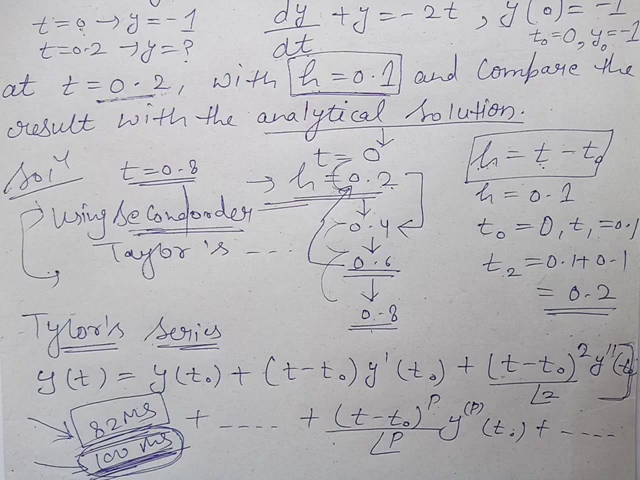 t=0 → y=-1
dy/dt + y = -2t, y(0) = -1
t=0.2 → y=?
t₀=0, y₀=-1
at t=0.2, with h=0.1 and compare the
result with the analytical solution.
Soln
t=0.8
t=0
→ h=0.2
0.4
0.6
0.8
Using Second order
Taylor's ----
h = t - t₀
h = 0.1
t₀=0, t₁=0.1
t₂=0.1+0.1
= 0.2
Tylor's Series
y(t) = y(t₀) + (t-t₀) y'(t₀) + (t-t₀)²/⌊2 y''(t₀)
+ ---- + (t-t₀)^P/⌊P y^(P)(t₀) + ----
82MS
100 MS